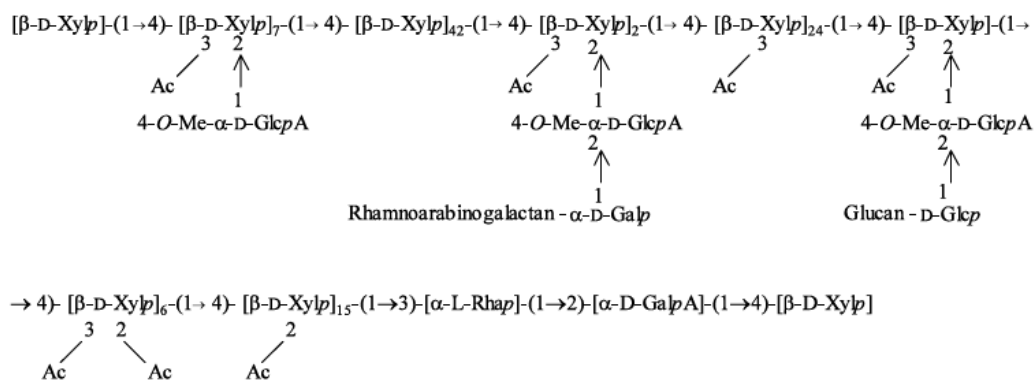 [β-D-Xylp]-(1→4)- [β-D-Xylp]7-(1→ 4)- [β-D-Xylp]42-(1→ 4)- [β-D-Xylp]2-(1→ 4)- [β-D-Xylp]24-(1→ 4)- [β-D-Xylp]-(1→
3 2 3 2 3 3 2
Ac Ac Ac Ac
1 1 1
4-O-Me-α-D-GlcpA 4-O-Me-α-D-GlcpA 4-O-Me-α-D-GlcpA
2 2
1 1
Rhamnoarabinogalactan - α-D-Galp Glucan - D-Glcp
→ 4)- [β-D-Xylp]6-(1→ 4)- [β-D-Xylp]15-(1→3)-[α-L-Rhap]-(1→2)-[α-D-GalpA]-(1→4)-[β-D-Xylp]
3 2 2
Ac Ac Ac